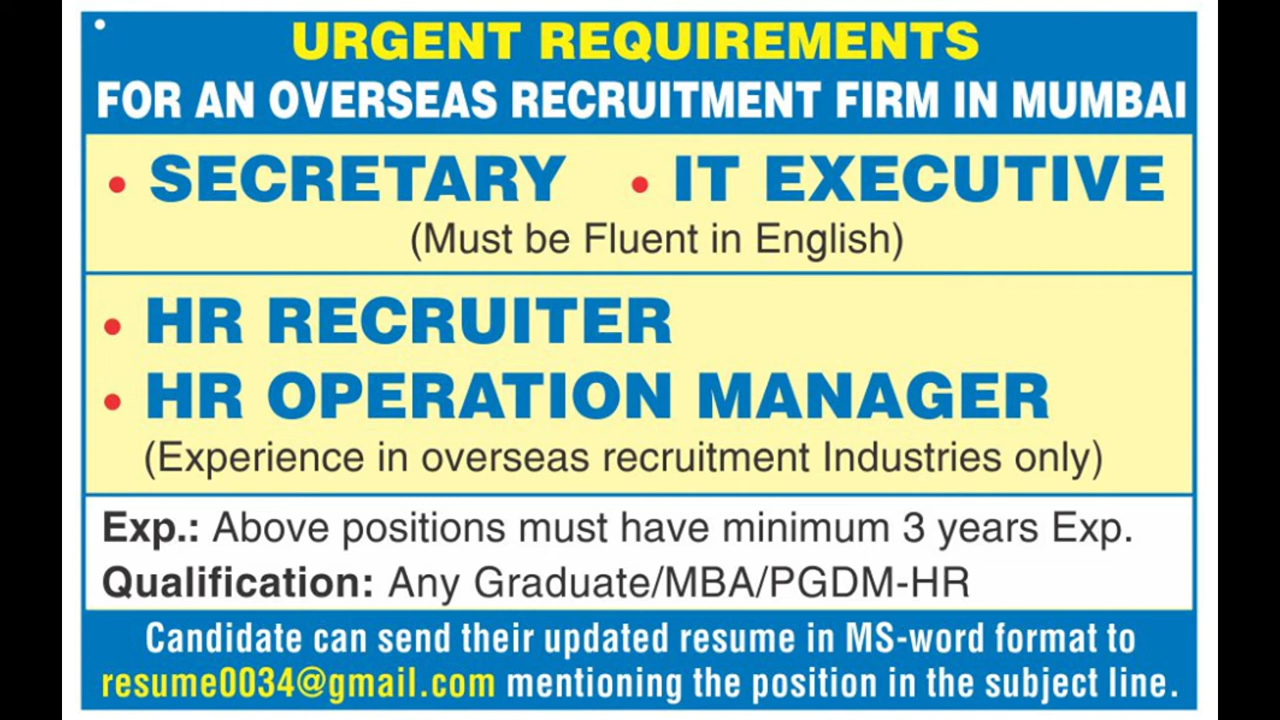 URGENT REQUIREMENTS
FOR AN OVERSEAS RECRUITMENT FIRM IN MUMBAI
• SECRETARY • IT EXECUTIVE
(Must be Fluent in English)
• HR RECRUITER
• HR OPERATION MANAGER
(Experience in overseas recruitment Industries only)
Exp.: Above positions must have minimum 3 years Exp.
Qualification: Any Graduate/MBA/PGDM-HR
Candidate can send their updated resume in MS-word format to
resume0034@gmail.com mentioning the position in the subject line.